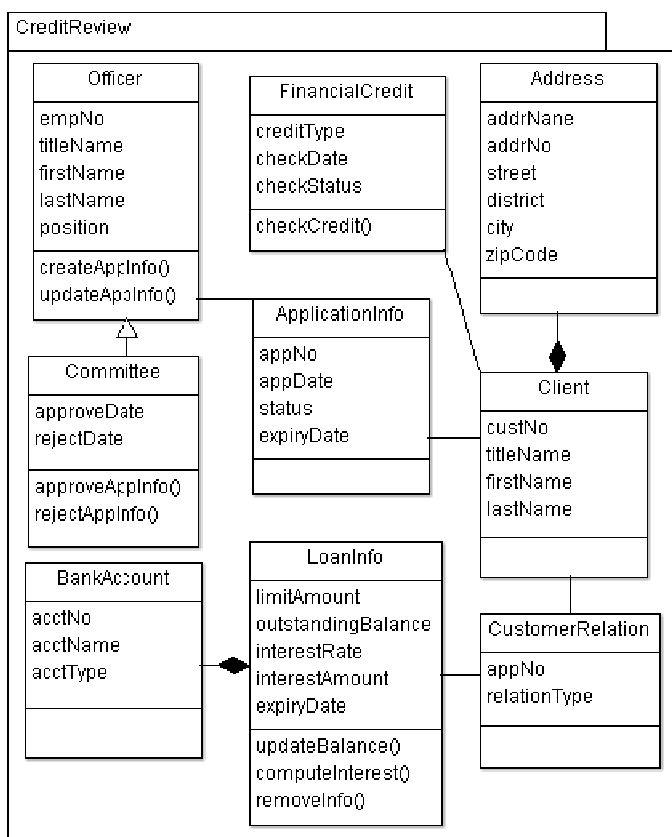 CreditReview
Officer
empNo
titleName
firstName
lastName
position
createAppInfo()
updateAppInfo()
FinancialCredit
creditType
checkDate
checkStatus
checkCredit()
Address
addrNane
addrNo
street
district
city
zipCode
ApplicationInfo
appNo
appDate
status
expiryDate
Committee
approveDate
rejectDate
approveAppInfo()
rejectAppInfo()
Client
custNo
titleName
firstName
lastName
BankAccount
acctNo
acctName
acctType
LoanInfo
limitAmount
outstandingBalance
interestRate
interestAmount
expiryDate
updateBalance()
computeInterest()
removeInfo()
CustomerRelation
appNo
relationType